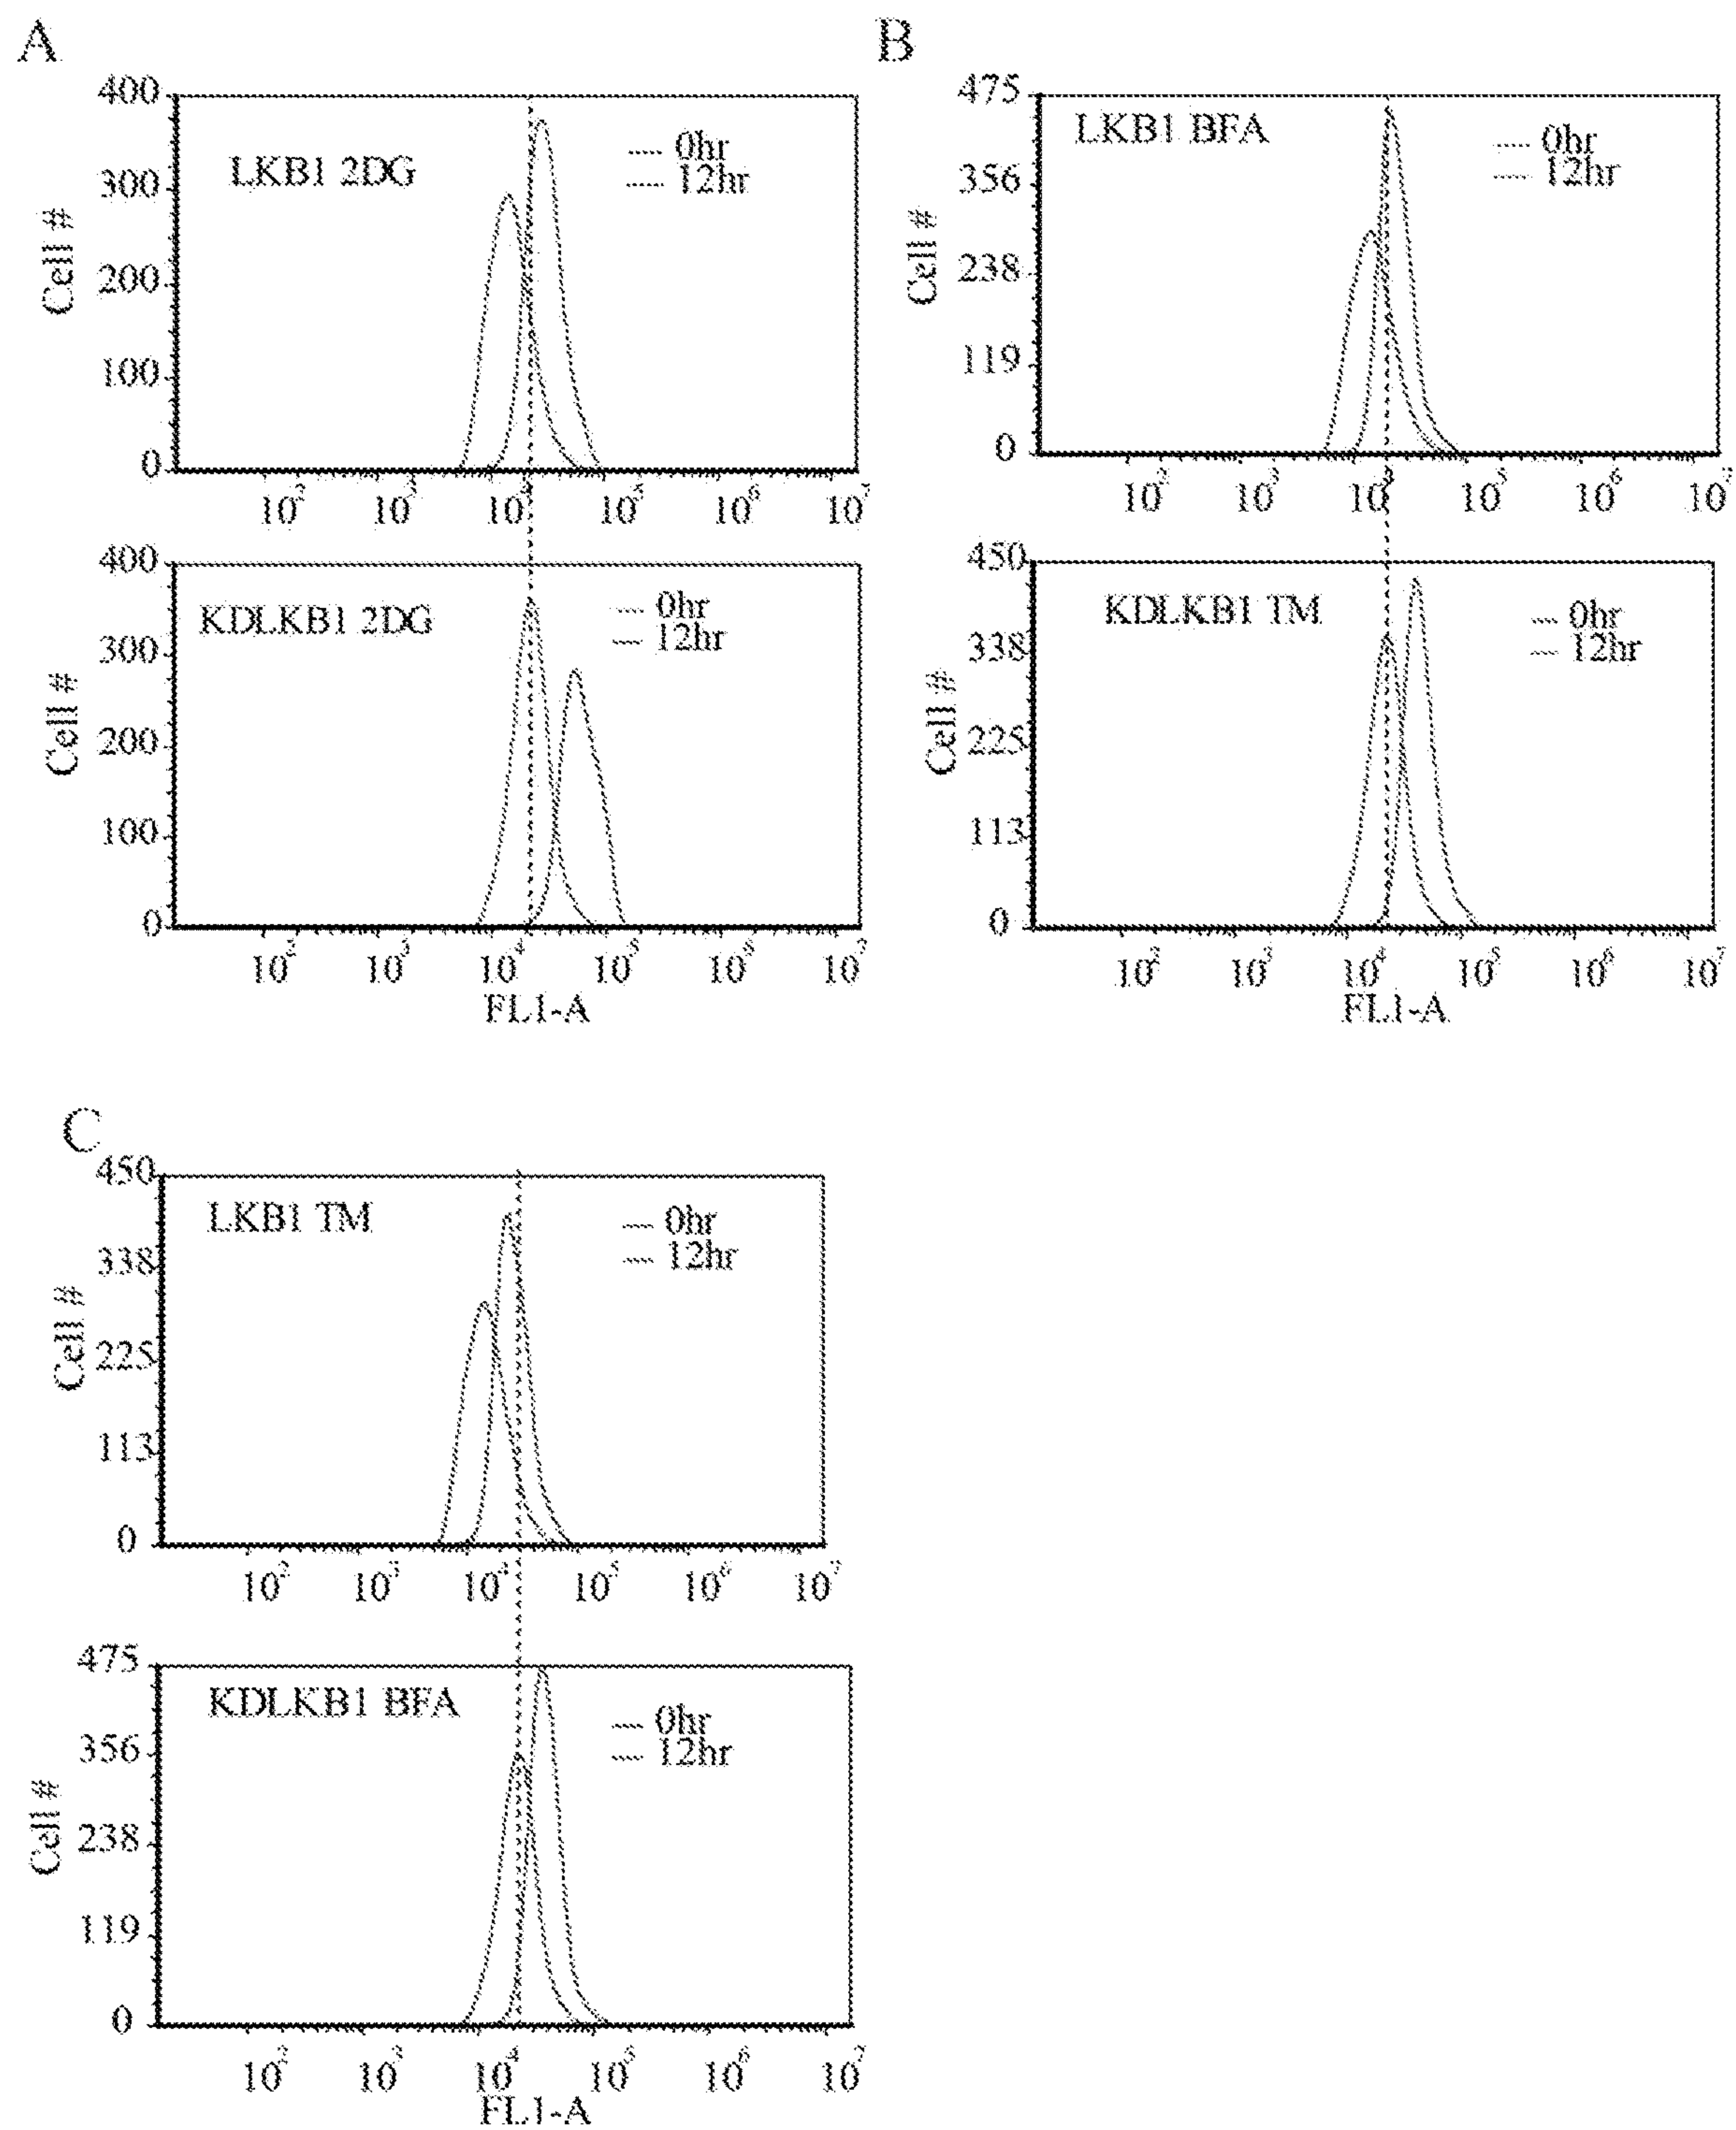 A
400
300
200
100
0
Cell #
LKB1 2DG
0hr
12hr
10² 10³ 10⁴ 10⁵ 10⁶ 10⁷
400
300
200
100
0
Cell #
KDLKB1 2DG
0hr
12hr
10² 10³ 10⁴ 10⁵ 10⁶ 10⁷
FL1-A
B
475
356
238
119
0
Cell #
LKB1 BFA
0hr
12hr
10² 10³ 10⁴ 10⁵ 10⁶ 10⁷
450
338
225
113
0
Cell #
KDLKB1 TM
0hr
12hr
10² 10³ 10⁴ 10⁵ 10⁶ 10⁷
FL1-A
C
450
338
225
113
0
Cell #
LKB1 TM
0hr
12hr
10² 10³ 10⁴ 10⁵ 10⁶ 10⁷
475
356
238
119
0
Cell #
KDLKB1 BFA
0hr
12hr
10² 10³ 10⁴ 10⁵ 10⁶ 10⁷
FL1-A